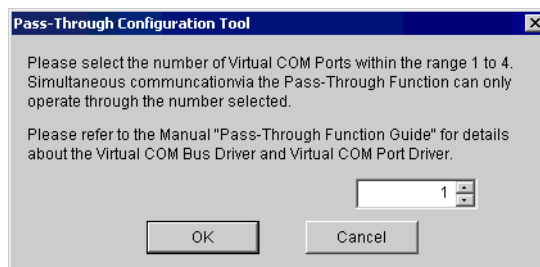 Pass-Through Configuration Tool
Please select the number of Virtual COM Ports within the range 1 to 4.
Simultaneous communcationvia the Pass-Through Function can only
operate through the number selected.
Please refer to the Manual "Pass-Through Function Guide" for details
about the Virtual COM Bus Driver and Virtual COM Port Driver.
1
OK Cancel